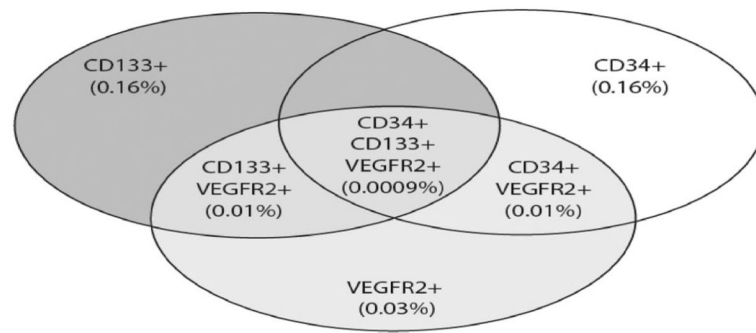 CD133+
(0.16%)
CD34+
(0.16%)
CD34+
CD133+
VEGFR2+
(0.0009%)
CD133+
VEGFR2+
(0.01%)
CD34+
VEGFR2+
(0.01%)
VEGFR2+
(0.03%)